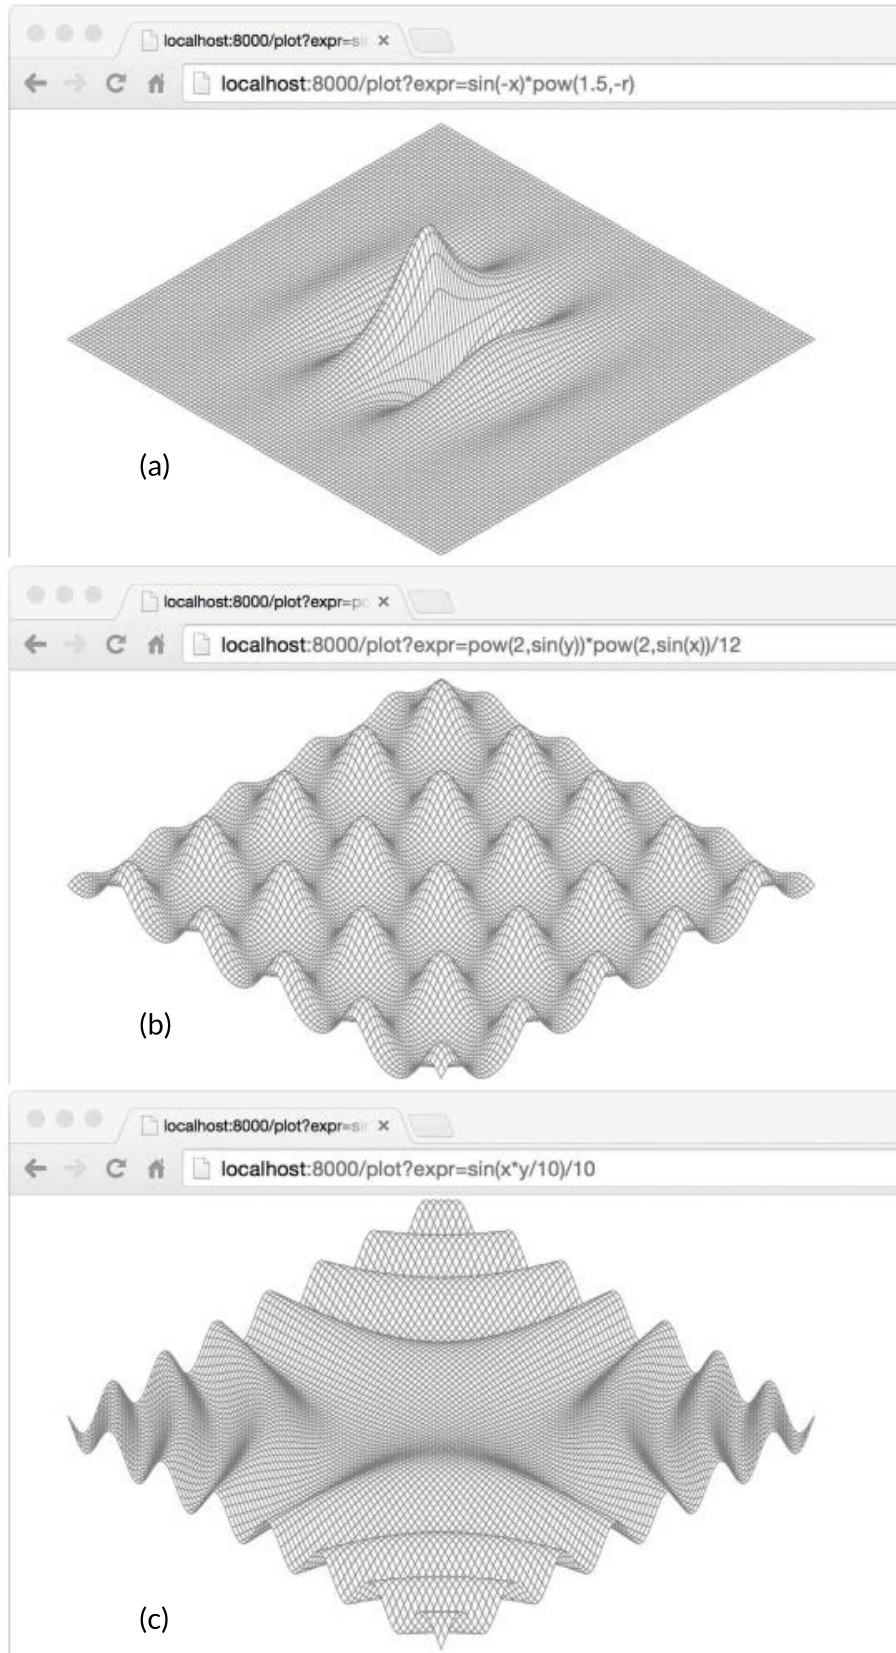 localhost:8000/plot?expr=si
localhost:8000/plot?expr=sin(-x)*pow(1.5,-r)
(a)
localhost:8000/plot?expr=po
localhost:8000/plot?expr=pow(2,sin(y))*pow(2,sin(x))/12
(b)
localhost:8000/plot?expr=si
localhost:8000/plot?expr=sin(x*y/10)/10
(c)